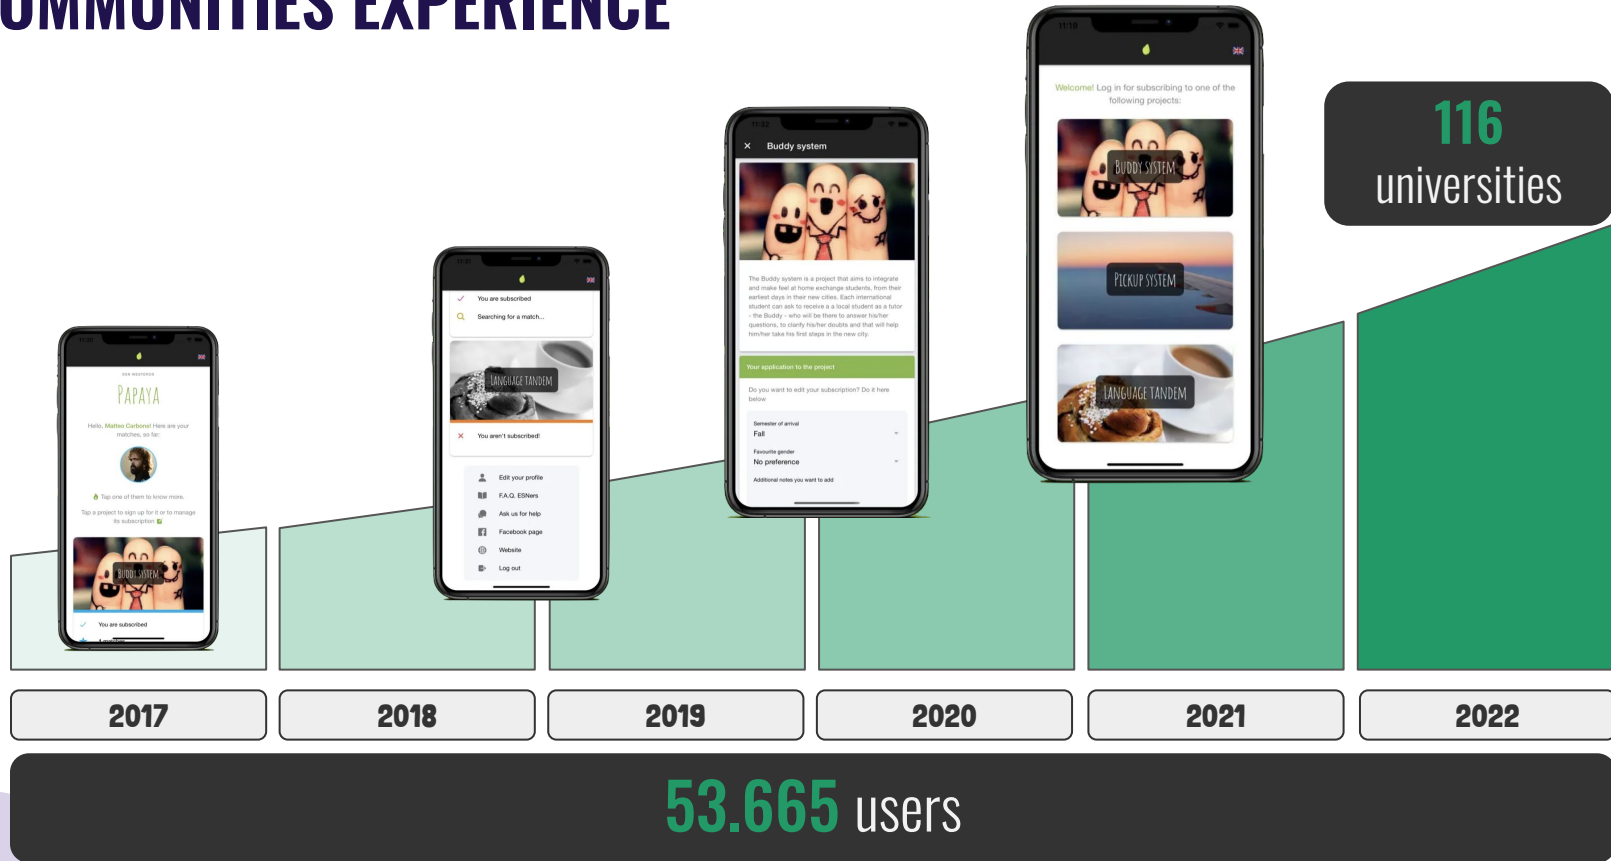 OMMUNITIES EXPERIENCE
11:19
Welcome! Log in for subscribing to one of the
following projects:
BUDDY SYSTEM
PICKUP SYSTEM
LANGUAGE TANDEM
116
universities
11:32
× Buddy system
The Buddy system is a project that aims to integrate
and make feel at home exchange students, from their
earliest days in their new cities. Each international
student can ask to receive a a local student as a tutor
- the Buddy - who will be there to answer his/her
questions, to clarify his/her doubts and that will help
him/her take his first steps in the new city.
Your application to the project
Do you want to edit your subscription? Do it here
below
Semester of arrival
Fall
Favourite gender
No preference
Additional notes you want to add
You are subscribed
Searching for a match...
LANGUAGE TANDEM
You aren't subscribed!
Edit your profile
F.A.Q. ESNers
Ask us for help
Facebook page
Website
Log out
PAPAYA
Hello, Matteo Carbone! Here are your
matches, so far:
Tap one of them to know more.
Tap a project to sign up for it or to manage
its subscription
BUDDY SYSTEM
You are subscribed
2017
2018
2019
2020
2021
2022
53.665 users